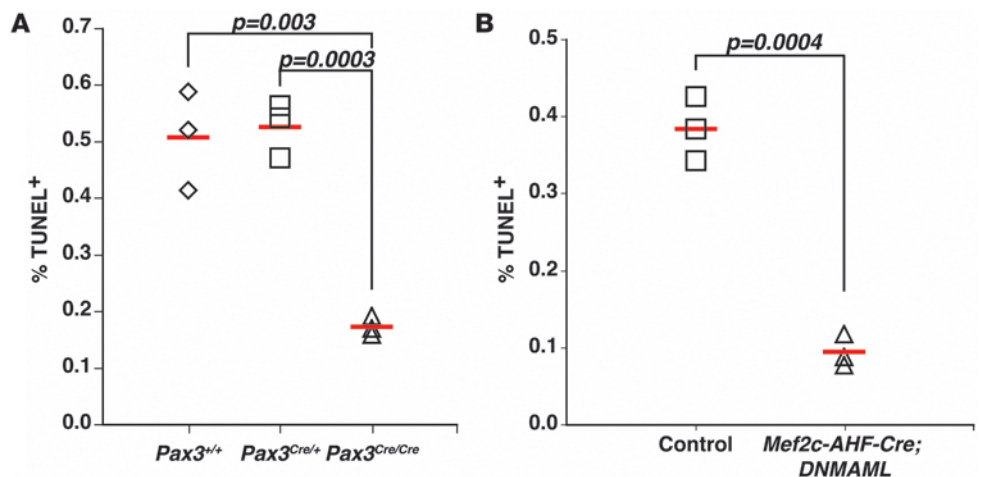 A
0.7
p=0.003
p=0.0003
0.6
0.5
0.4
0.3
0.2
0.1
0.0
% TUNEL+
Pax3+/+ Pax3Cre/+ Pax3Cre/Cre
B
0.5
p=0.0004
0.4
0.3
0.2
0.1
0.0
% TUNEL+
Control Mef2c-AHF-Cre;
DNMAML